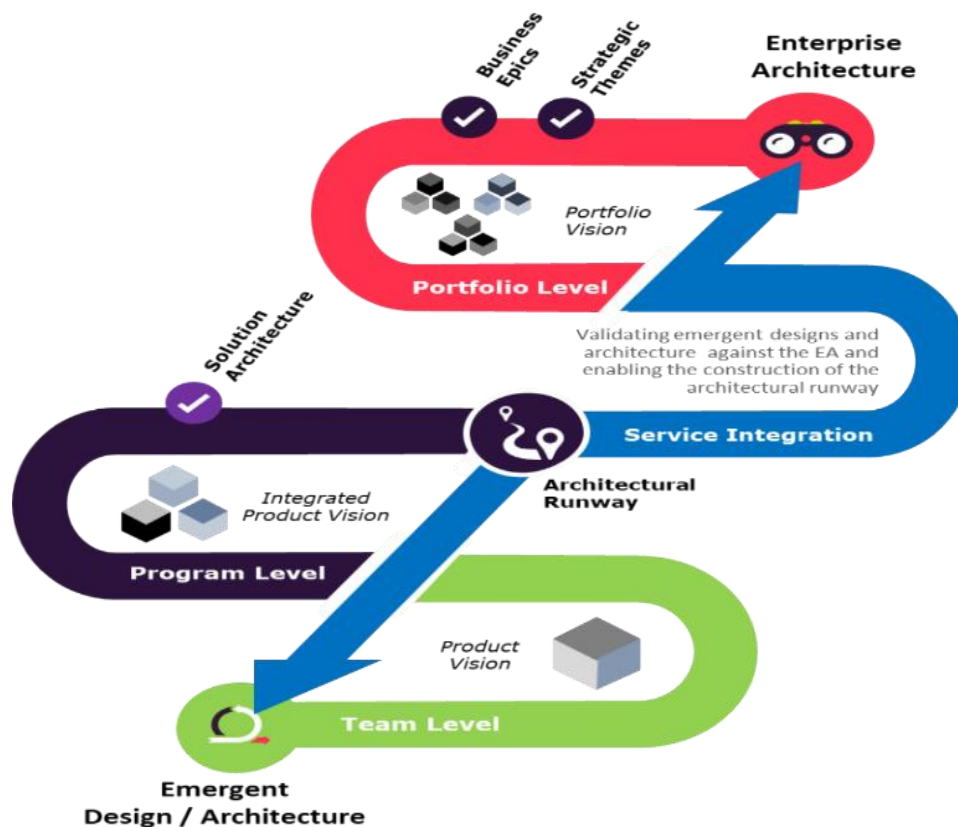 Business
Epics
Strategic
Themes
Enterprise
Architecture
Portfolio
Vision
Portfolio Level
Solution
Architecture
Validating emergent designs and
architecture against the EA and
enabling the construction of the
architectural runway
Service Integration
Architectural
Runway
Integrated
Product Vision
Program Level
Product
Vision
Team Level
Emergent
Design / Architecture